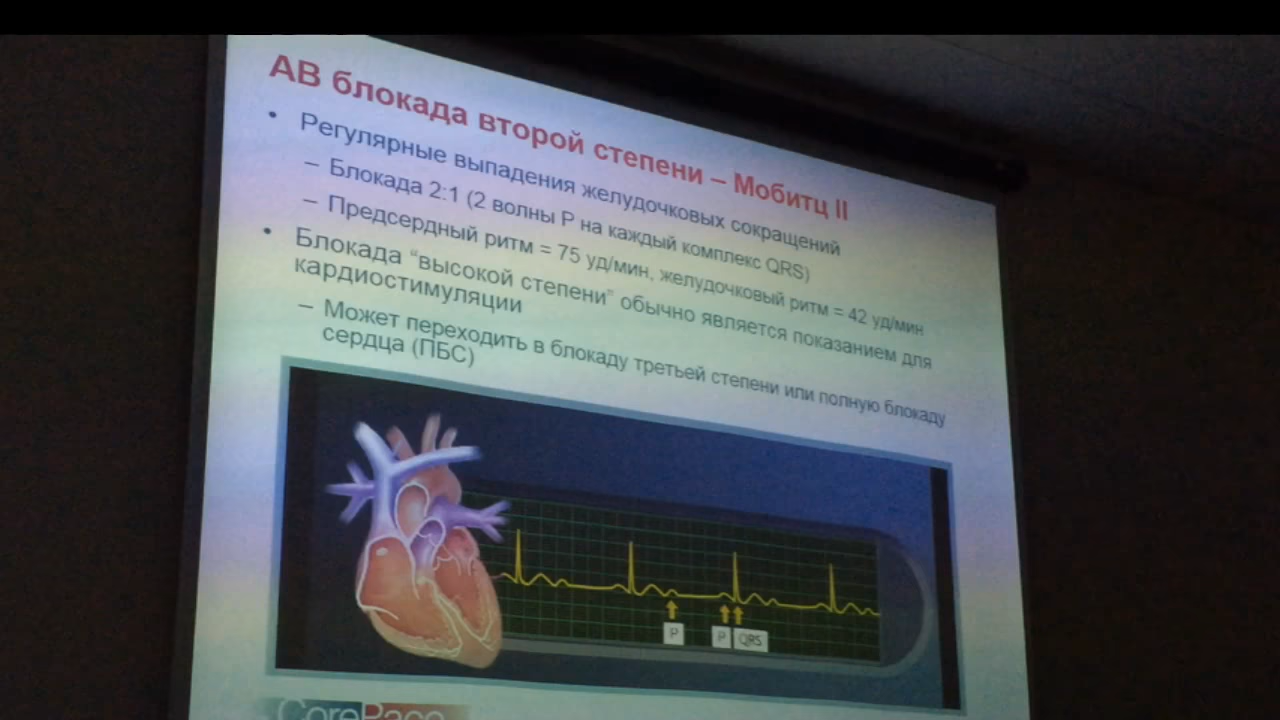 АВ блокада второй степени – Мобитц II
• Регулярные выпадения желудочковых сокращений
– Блокада 2:1 (2 волны P на каждый комплекс QRS)
– Предсердный ритм = 75 уд/мин, желудочковый ритм = 42 уд/мин
• Блокада “высокой степени” обычно является показанием для
кардиостимуляции
– Может переходить в блокаду третьей степени или полную блокаду
сердца (ПБС)
P
P QRS
CorePace